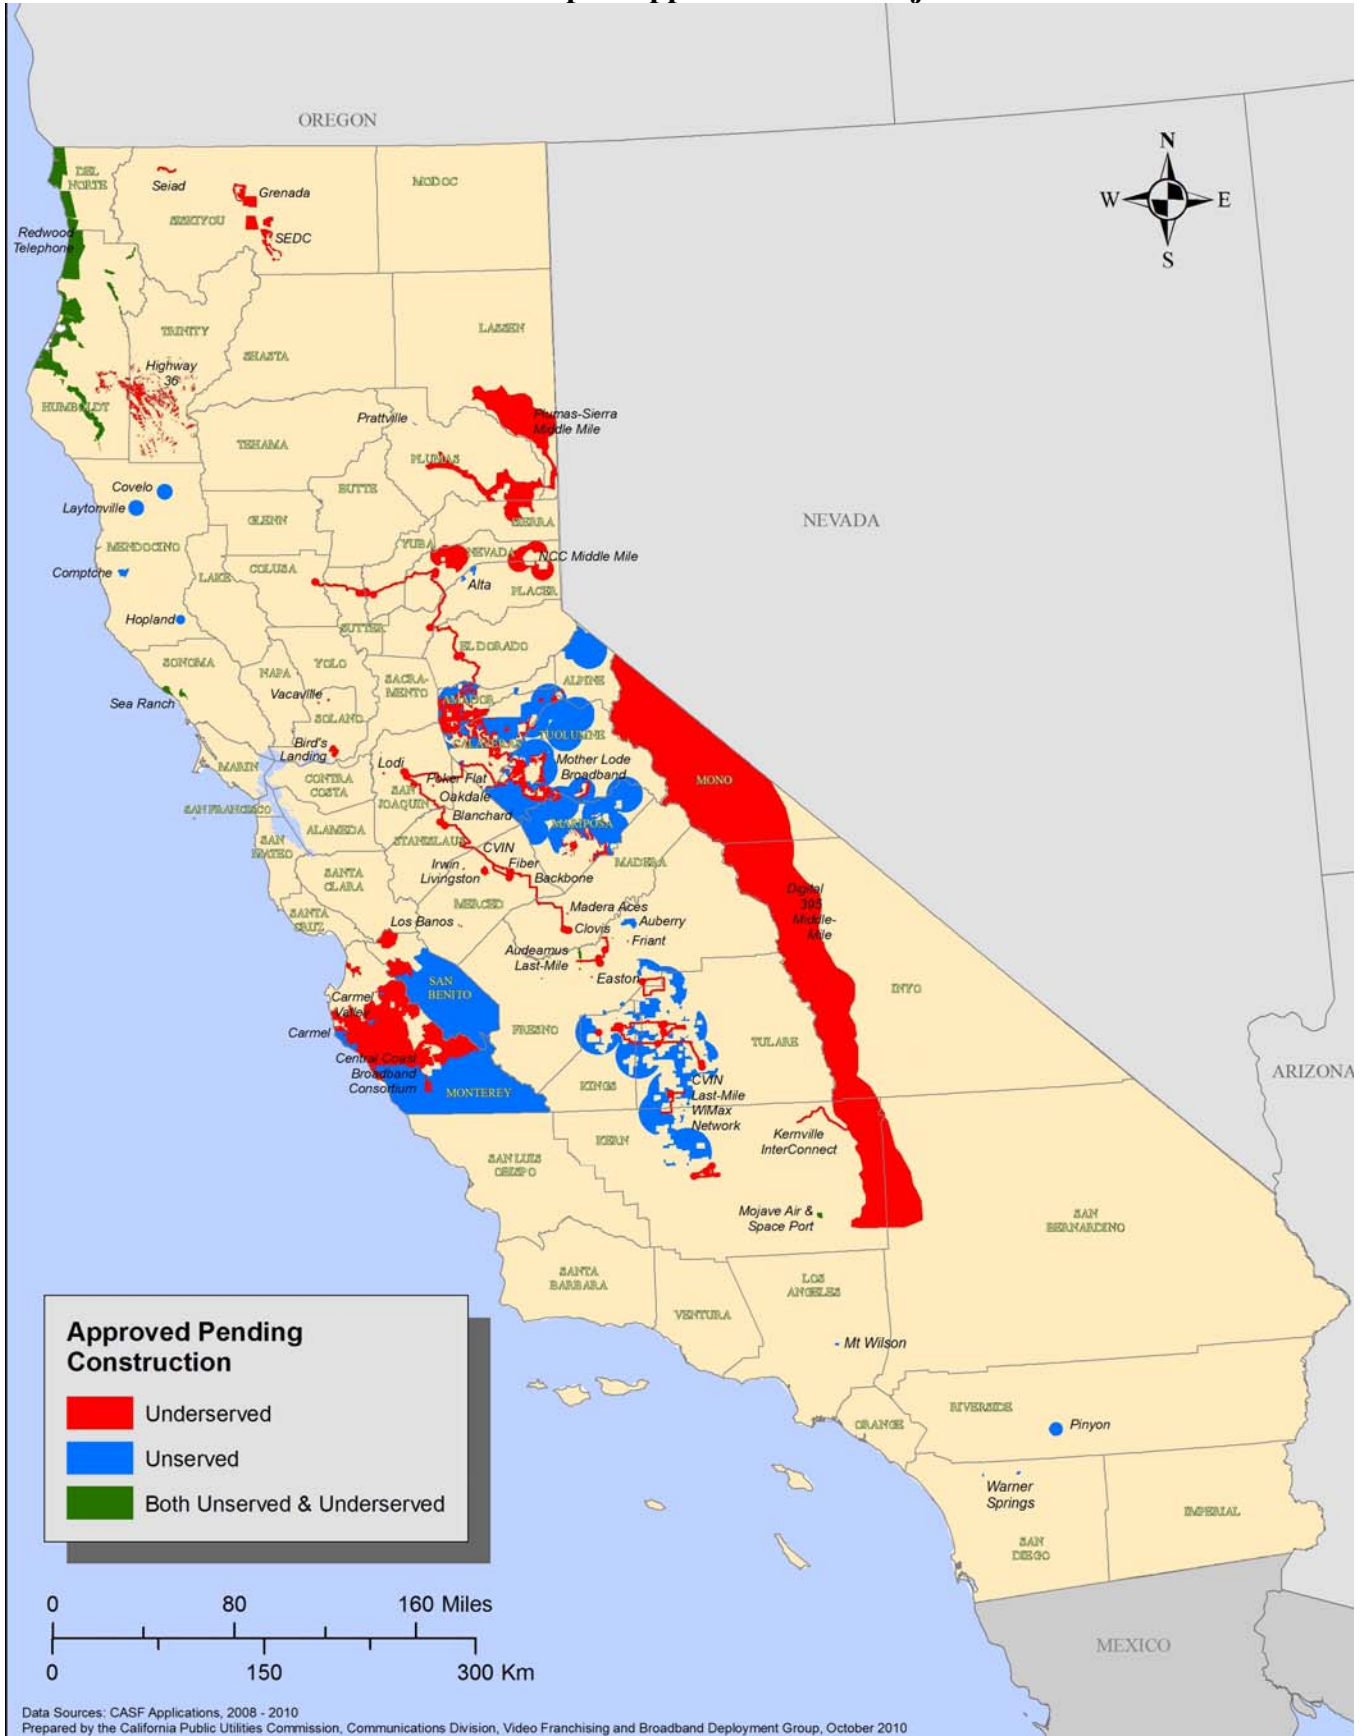 OREGON
N
W
E
S
DEL
NORTE
Seiad
Grenada
MODOC
SISKIYOU
SEDC
Redwood
Telephone
TRINITY
SHASTA
LASSEN
Highway
36
HUMBOLDT
Prattville
Plumas-Sierra
Middle Mile
TEHAMA
PLUMAS
Covelo
BUTTE
Laytonville
GLENN
SIERRA
NEVADA
MENDOCINO
YUBA
NEVADA
NCC Middle Mile
Comptche
LAKE
COLUSA
Alta
PLACER
Hopland
SUTTER
EL DORADO
SONOMA
NAPA
YOLO
SACRA-
MENTO
ALPINE
Sea Ranch
Vacaville
AMADOR
SOLANO
TUOLUMNE
Bird's
Landing
CALAVERAS
MARIN
Lodi
Mother Lode
Broadband
CONTRA
COSTA
Poker Flat
MONO
SAN
JOAQUIN
Oakdale
SAN FRANCISCO
Blanchard
ALAMEDA
MARIPOSA
SAN
MATEO
STANISLAUS
CVIN
Fiber
Backbone
MADERA
Irwin
Livingston
SANTA
CLARA
Digital
395
Middle-
Mile
MERCED
SANTA
CRUZ
Los Banos
Madera Aces
Auberry
Clovis
Friant
Audeamus
Last-Mile
SAN
BENITO
Easton
INYO
Carmel
Valley
Carmel
FRESNO
TULARE
Central Coast
Broadband
Consortium
ARIZONA
KINGS
MONTEREY
CVIN
Last-Mile
WiMax
Network
Kernville
InterConnect
KERN
SAN LUIS
OBISPO
Mojave Air &
Space Port
SAN
BERNARDINO
SANTA
BARBARA
LOS
ANGELES
VENTURA
Mt Wilson
Approved Pending
Construction
Underserved
Unserved
Both Unserved & Underserved
RIVERSIDE
ORANGE
Pinyon
Warner
Springs
IMPERIAL
SAN
DIEGO
MEXICO
0 80 160 Miles
0 150 300 Km
Data Sources: CASF Applications, 2008 - 2010
Prepared by the California Public Utilities Commission, Communications Division, Video Franchising and Broadband Deployment Group, October 2010